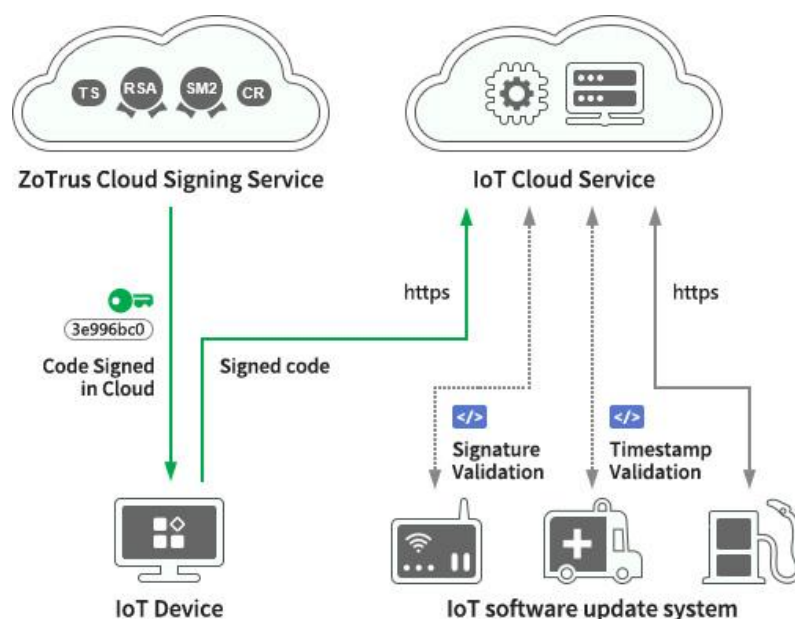 TS RSA SM2 CR
ZoTrus Cloud Signing Service
IoT Cloud Service
https
https
3e996bc0
Code Signed
in Cloud
Signed code
</>
Signature
Validation
</>
Timestamp
Validation
IoT Device
IoT software update system